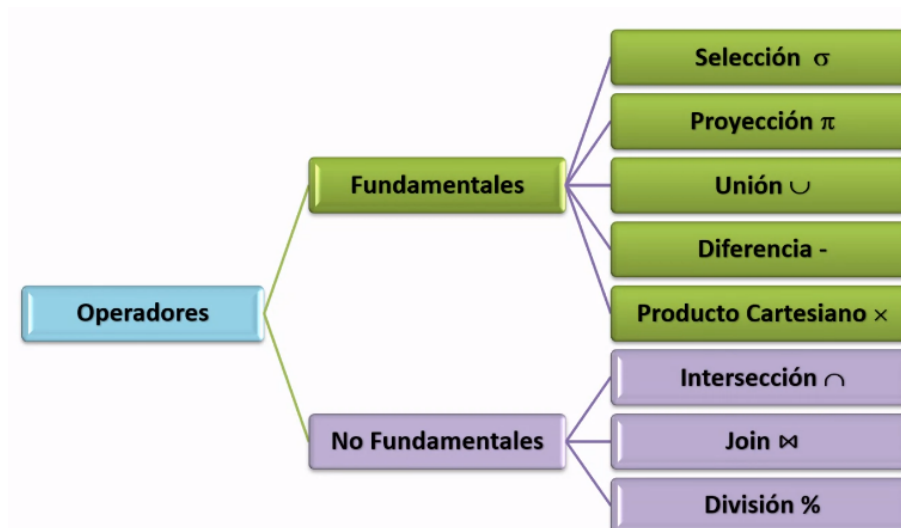 Operadores
Fundamentales
Selección σ
Proyección π
Unión ∪
Diferencia -
Producto Cartesiano ×
No Fundamentales
Intersección ∩
Join ⋈
División %